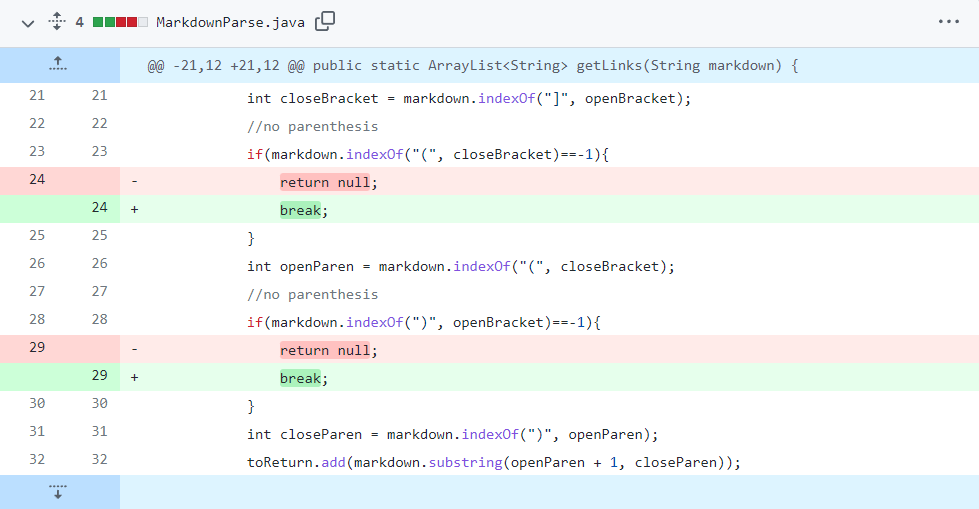 4 MarkdownParse.java
@@ -21,12 +21,12 @@ public static ArrayList<String> getLinks(String markdown) {
21 21 int closeBracket = markdown.indexOf("]", openBracket);
22 22 //no parenthesis
23 23 if(markdown.indexOf("(", closeBracket)==-1){
24 - return null;
24 + break;
25 25 }
26 26 int openParen = markdown.indexOf("(", closeBracket);
27 27 //no parenthesis
28 28 if(markdown.indexOf(")", openBracket)==-1){
29 - return null;
29 + break;
30 30 }
31 31 int closeParen = markdown.indexOf(")", openParen);
32 32 toReturn.add(markdown.substring(openParen + 1, closeParen));